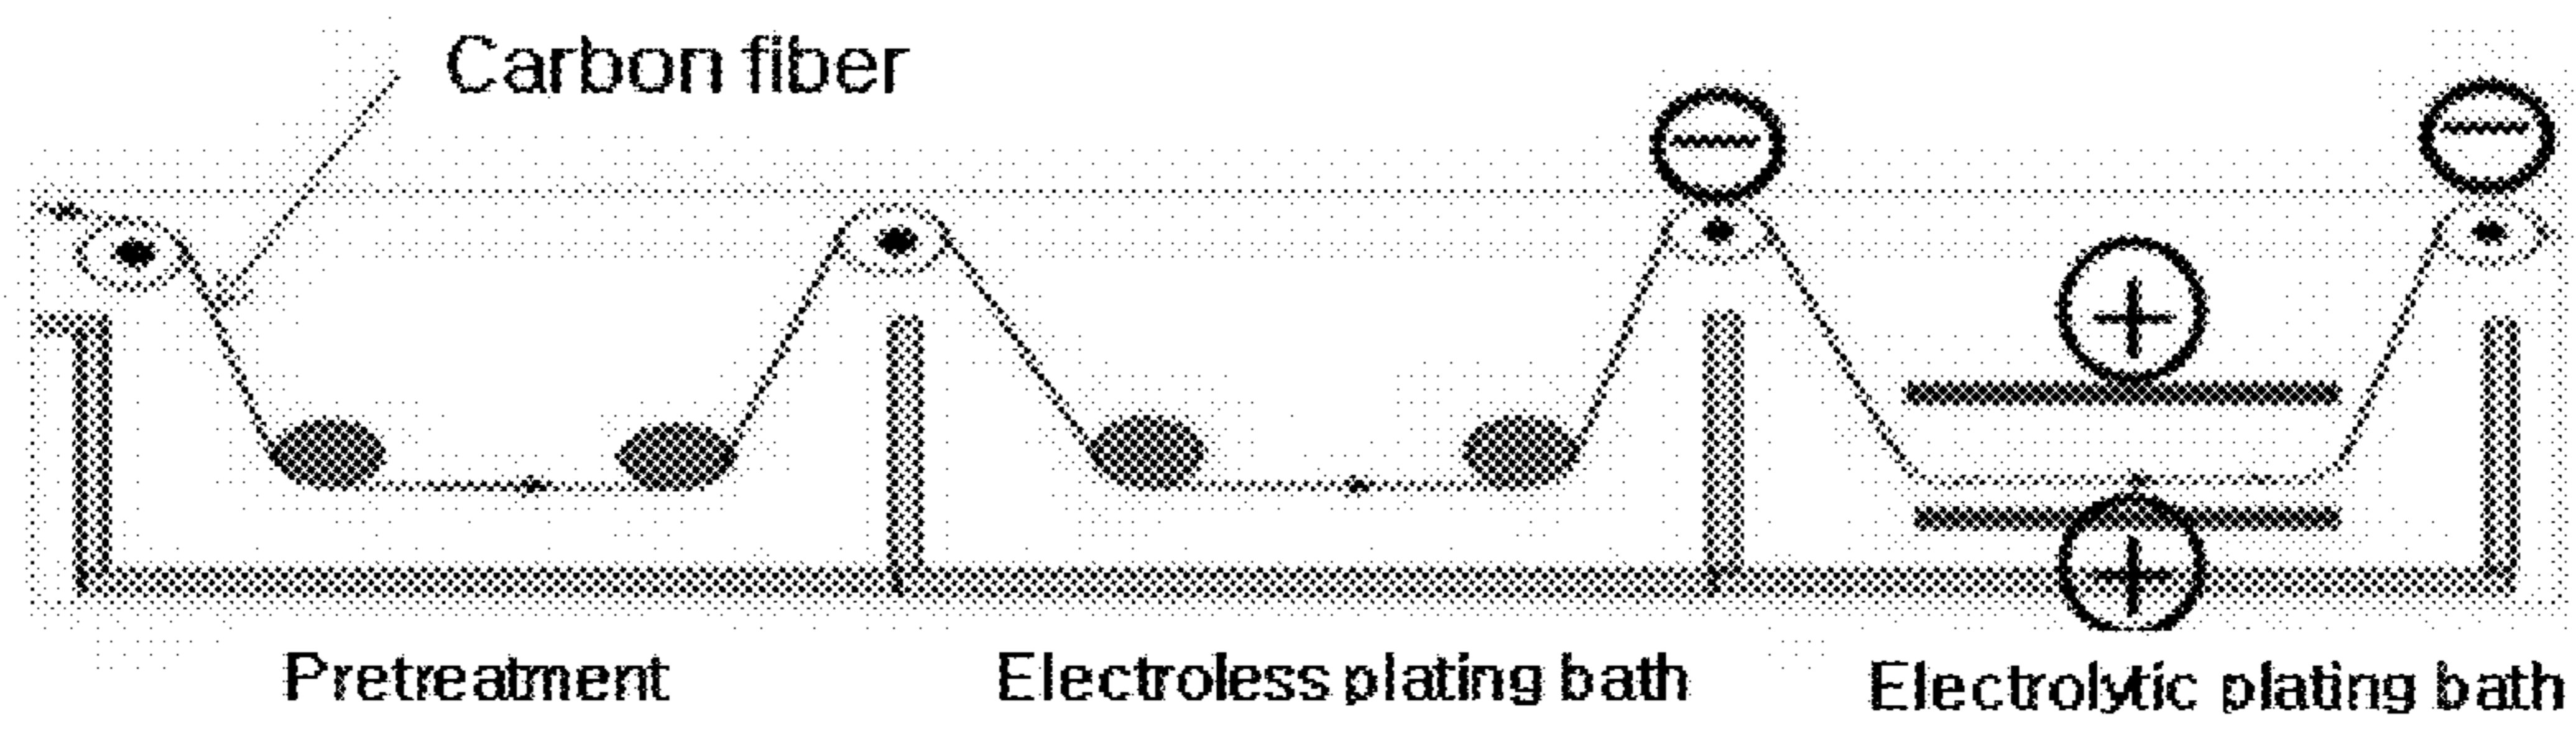 Carbon fiber
Pretreatment
Electroless plating bath
Electrolytic plating bath